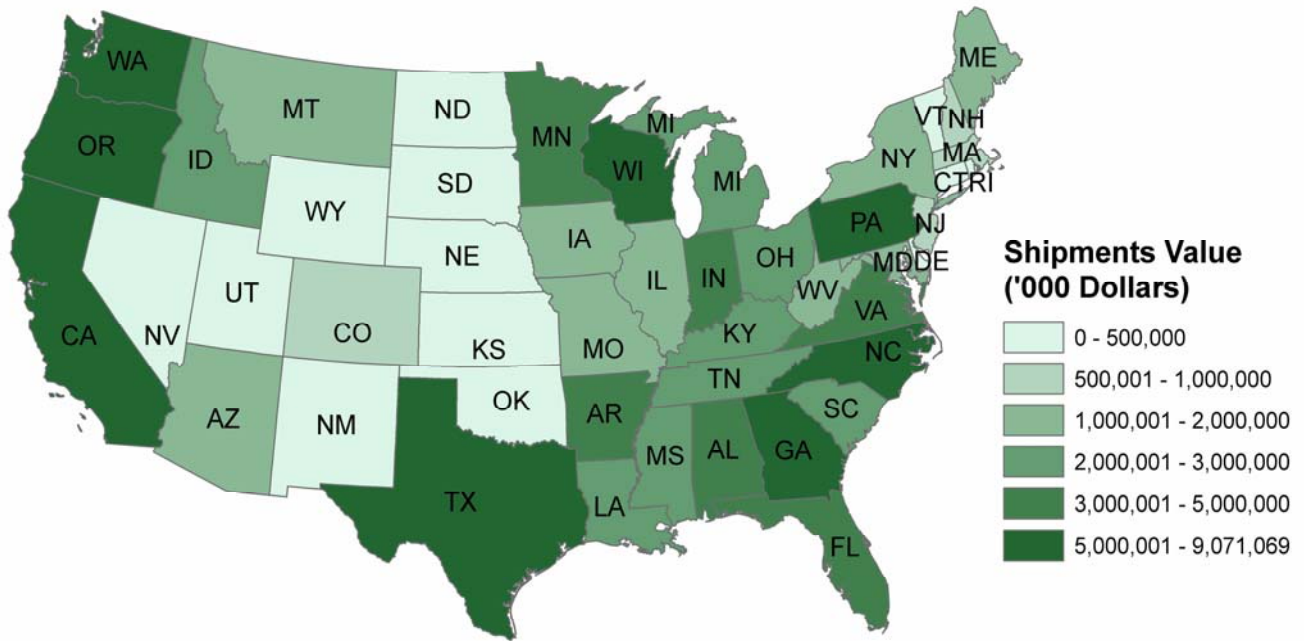 WA
MT
ND
MN
ME
OR
ID
SD
WI
MI
MI
VT
NH
NY
MA
CT
RI
WY
IA
NE
PA
NJ
NV
UT
CO
IL
IN
OH
MD
DE
WV
VA
CA
KS
MO
KY
NC
TN
AZ
NM
OK
AR
SC
MS
AL
GA
TX
LA
FL
Shipments Value
('000 Dollars)
0 - 500,000
500,001 - 1,000,000
1,000,001 - 2,000,000
2,000,001 - 3,000,000
3,000,001 - 5,000,000
5,000,001 - 9,071,069